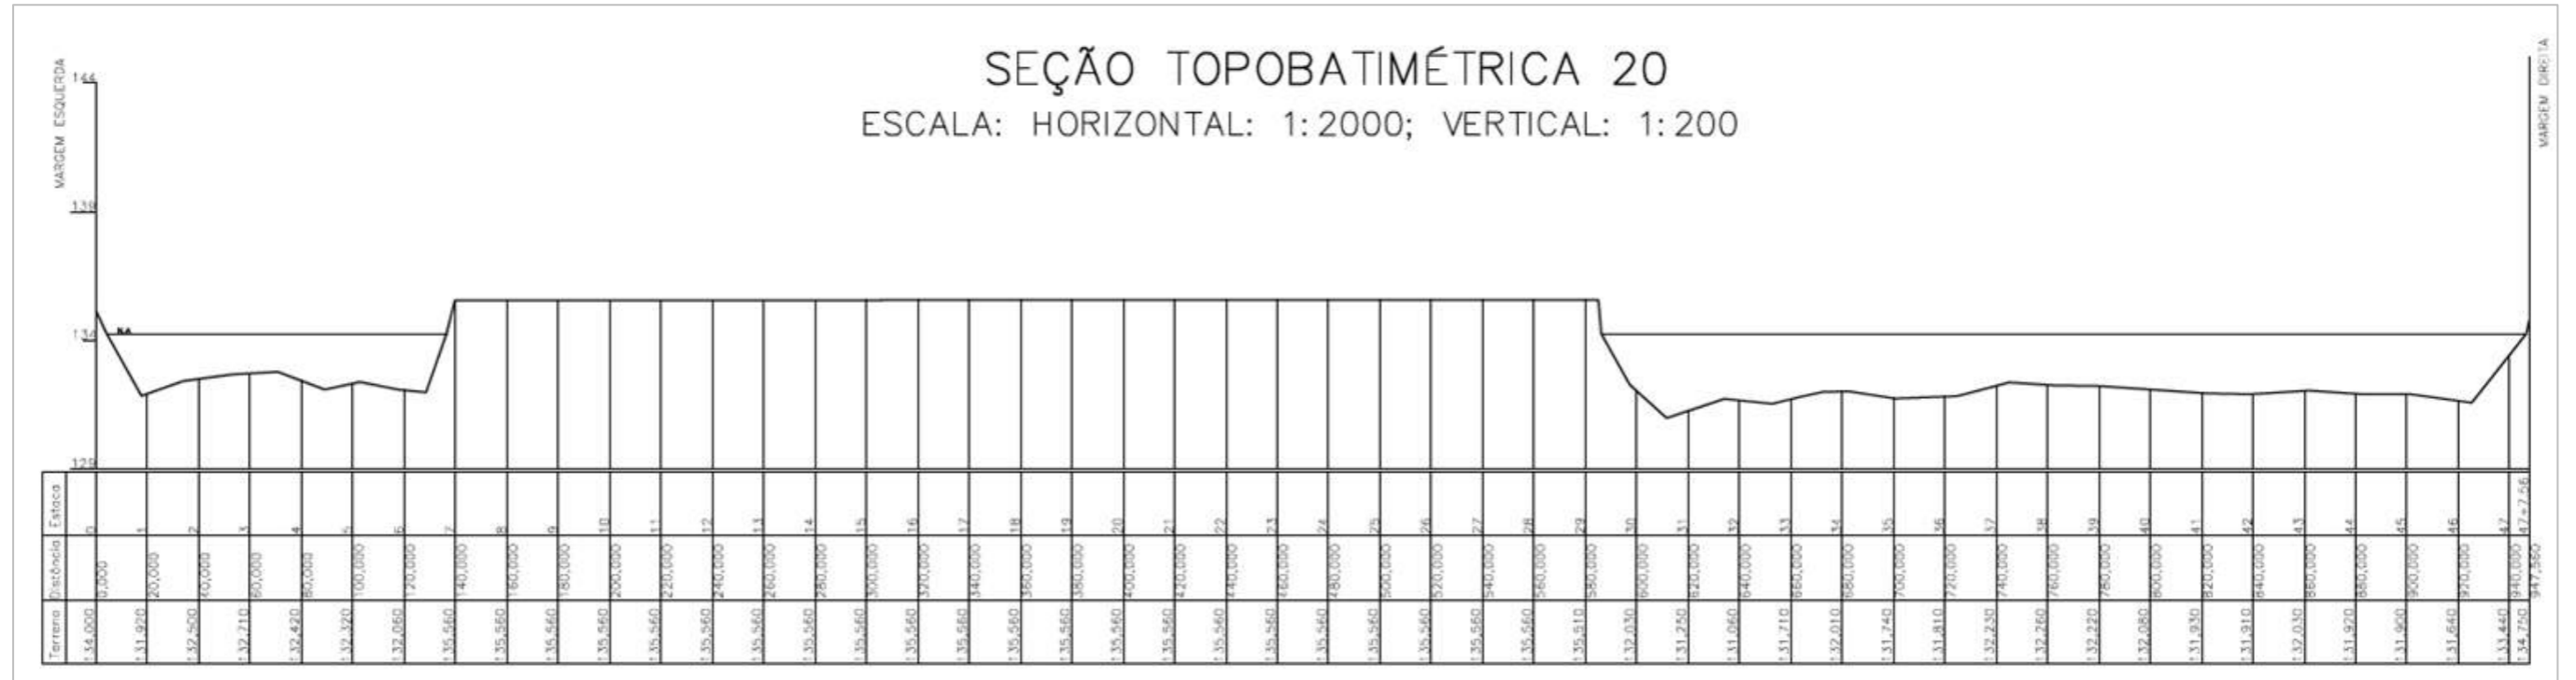 SEÇÃO TOPOBATIMÉTRICA 20
ESCALA: HORIZONTAL: 1:2000; VERTICAL: 1:200
MARGEM ESQUERDA
MARGEM DIREITA
144
139
134
129
NA
Estaca 0 1 2 3 4 5 6 7 8 9 10 11 12 13 14 15 16 17 18 19 20 21 22 23 24 25 26 27 28 29 30 31 32 33 34 35 36 37 38 39 40 41 42 43 44 45 46 47 47+7.56
Distância 0,000 20,000 40,000 60,000 80,000 100,000 120,000 140,000 160,000 180,000 200,000 220,000 240,000 260,000 280,000 300,000 320,000 340,000 360,000 380,000 400,000 420,000 440,000 460,000 480,000 500,000 520,000 540,000 560,000 580,000 600,000 620,000 640,000 660,000 680,000 700,000 720,000 740,000 760,000 780,000 800,000 820,000 840,000 860,000 880,000 900,000 920,000 940,000 947,560
Terreno 134,000 131,920 132,500 132,710 132,420 132,320 132,060 135,560 135,560 135,560 135,560 135,560 135,560 135,560 135,560 135,560 135,560 135,560 135,560 135,560 135,560 135,560 135,560 135,560 135,560 135,560 135,560 135,560 135,560 135,510 132,030 131,250 131,060 131,710 132,010 131,740 131,810 132,230 132,260 132,220 132,080 131,930 131,910 132,030 131,920 131,900 131,640 133,440 134,750